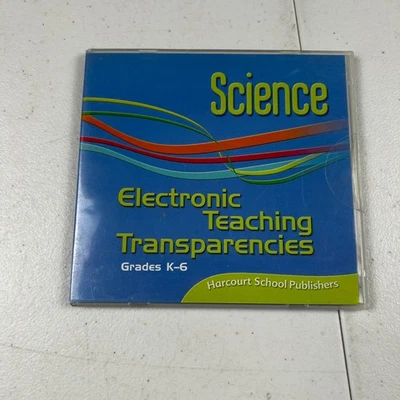 Science
Electronic
Teaching
Transparencies
Grades K–6
Harcourt School Publishers